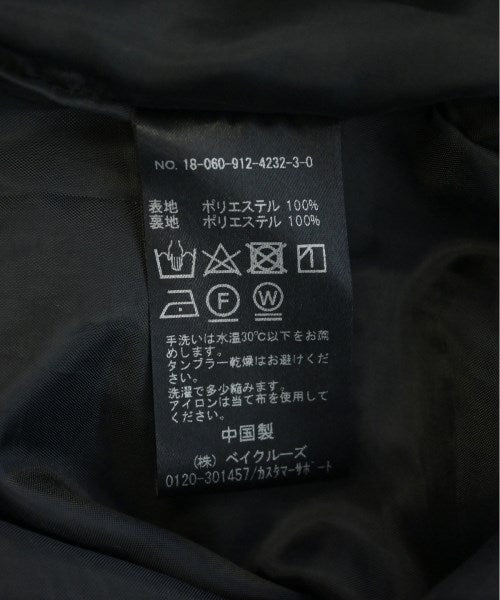 NO. 18-060-912-4232-3-0
表地 ポリエステル 100%
裏地 ポリエステル 100%
F W
手洗いは水温30℃以下をお薦
めします。
タンブラー乾燥はお避けくだ
さい。
洗濯で多少縮みます。
アイロンは当て布を使用して
ください。
中国製
(株) ベイクルーズ
0120-301457/カスタマーサポート